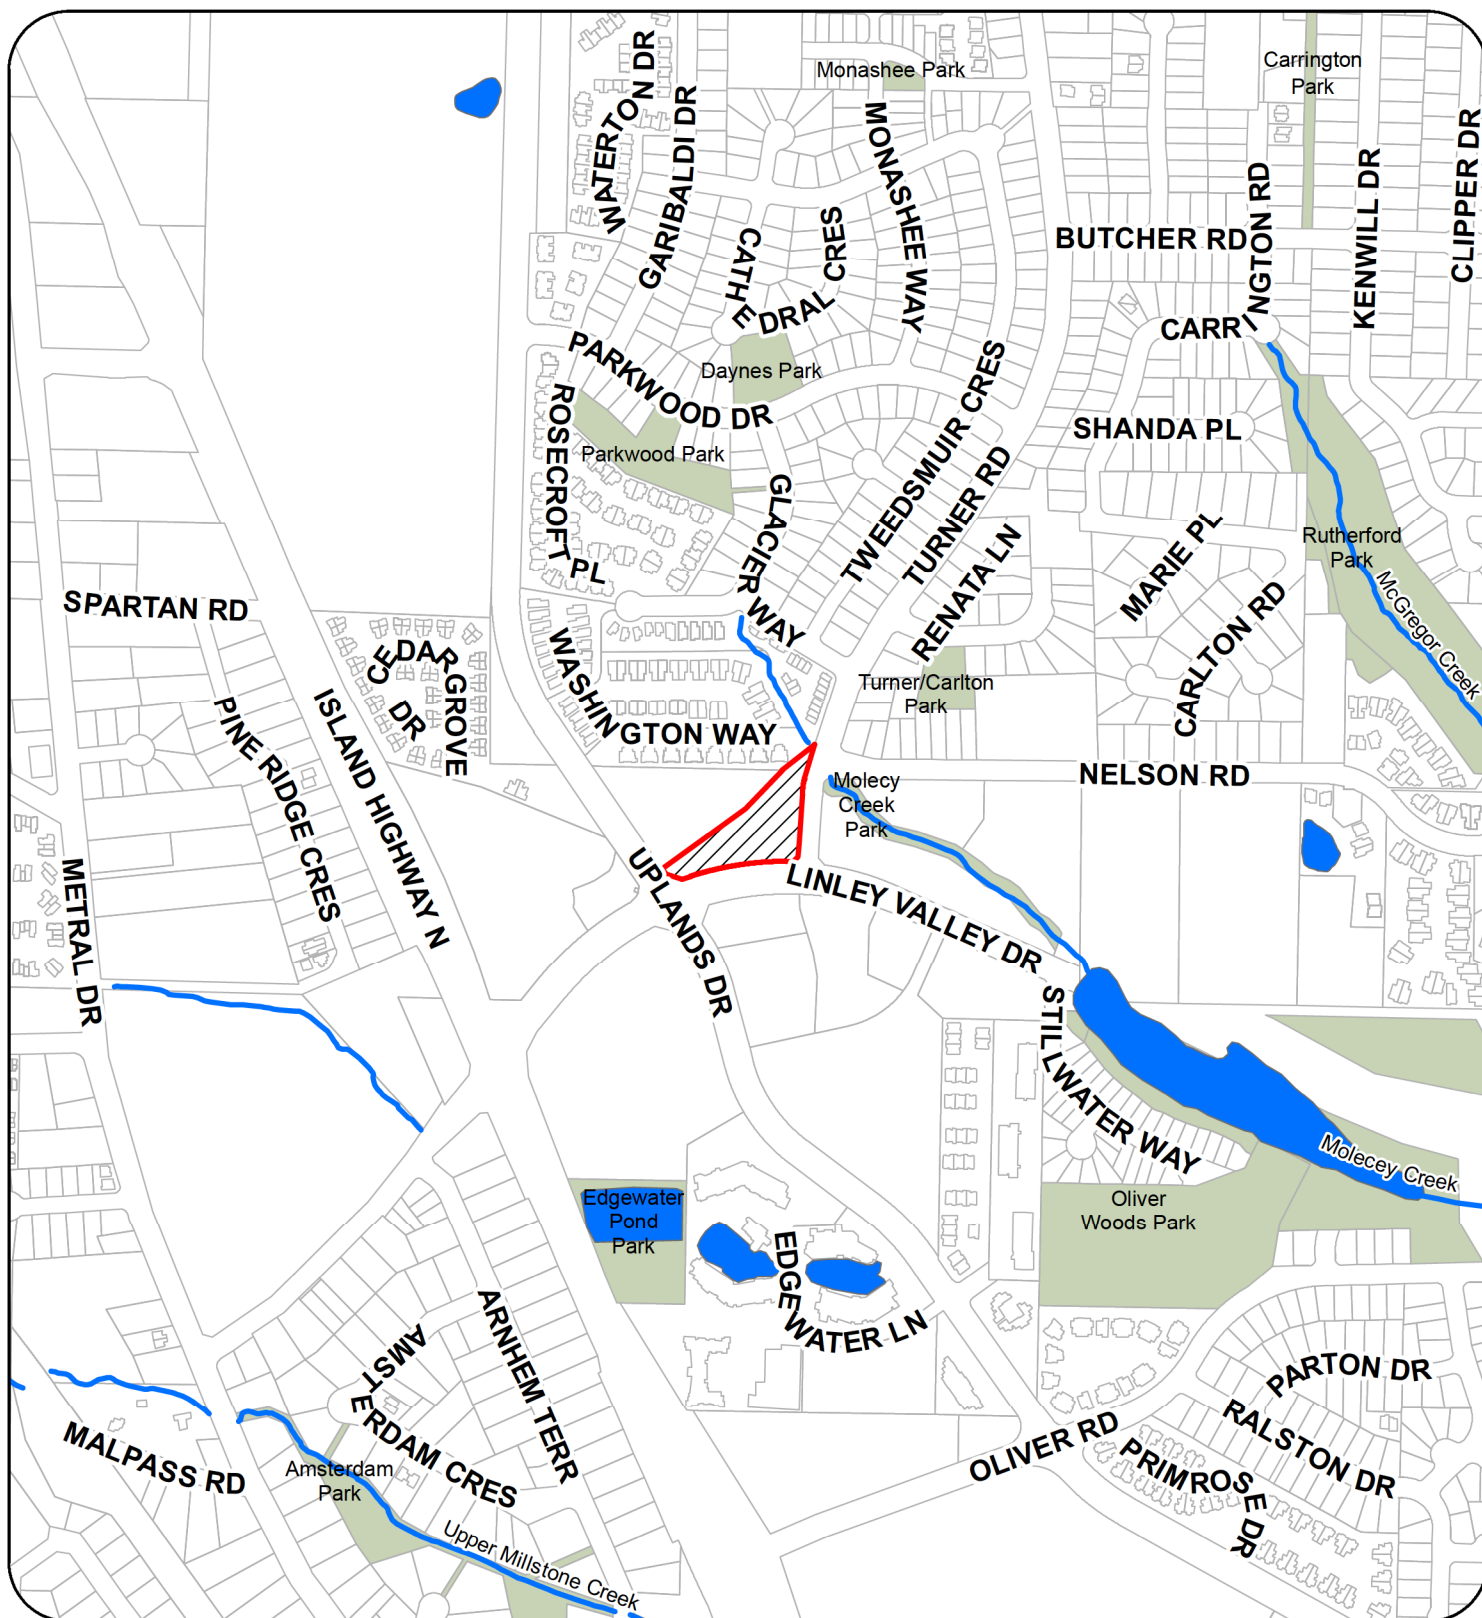 WATERTON DR
GARIBALDI DR
Monashee Park
MONASHEE WAY
Carrington
Park
CLIPPER DR
KENWILL DR
CARRINGTON RD
BUTCHER RD
CATHEDRAL CRES
PARKWOOD DR
Daynes Park
ROSECROFT PL
Parkwood Park
TWEEDSMUIR CRES
SHANDA PL
TURNER RD
GLACIER WAY
RENATA LN
MARIE PL
Rutherford
Park
McGregor Creek
CARLTON RD
SPARTAN RD
CEDAR GROVE DR
WASHINGTON WAY
Turner/Carlton
Park
PINE RIDGE CRES
ISLAND HIGHWAY N
NELSON RD
Molecy
Creek
Park
METRAL DR
UPLANDS DR
LINLEY VALLEY DR
STILLWATER WAY
Molecey Creek
Oliver
Woods Park
Edgewater
Pond
Park
EDGEWATER LN
ARNHEM TERR
AMSTERDAM CRES
PARTON DR
RALSTON DR
OLIVER RD
PRIMROSE DR
MALPASS RD
Amsterdam
Park
Upper Millstone Creek